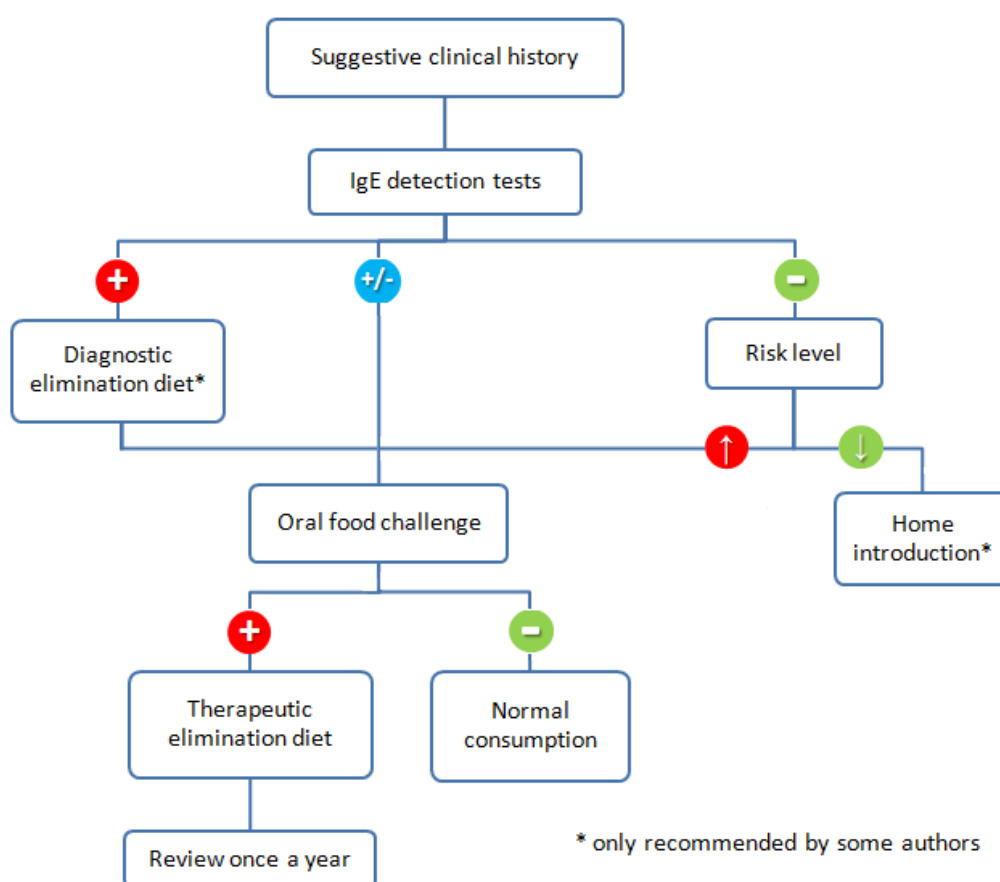 Suggestive clinical history
IgE detection tests
+
+/-
-
Diagnostic
elimination diet*
Risk level
↑
↓
Oral food challenge
Home
introduction*
+
-
Therapeutic
elimination diet
Normal
consumption
Review once a year
* only recommended by some authors